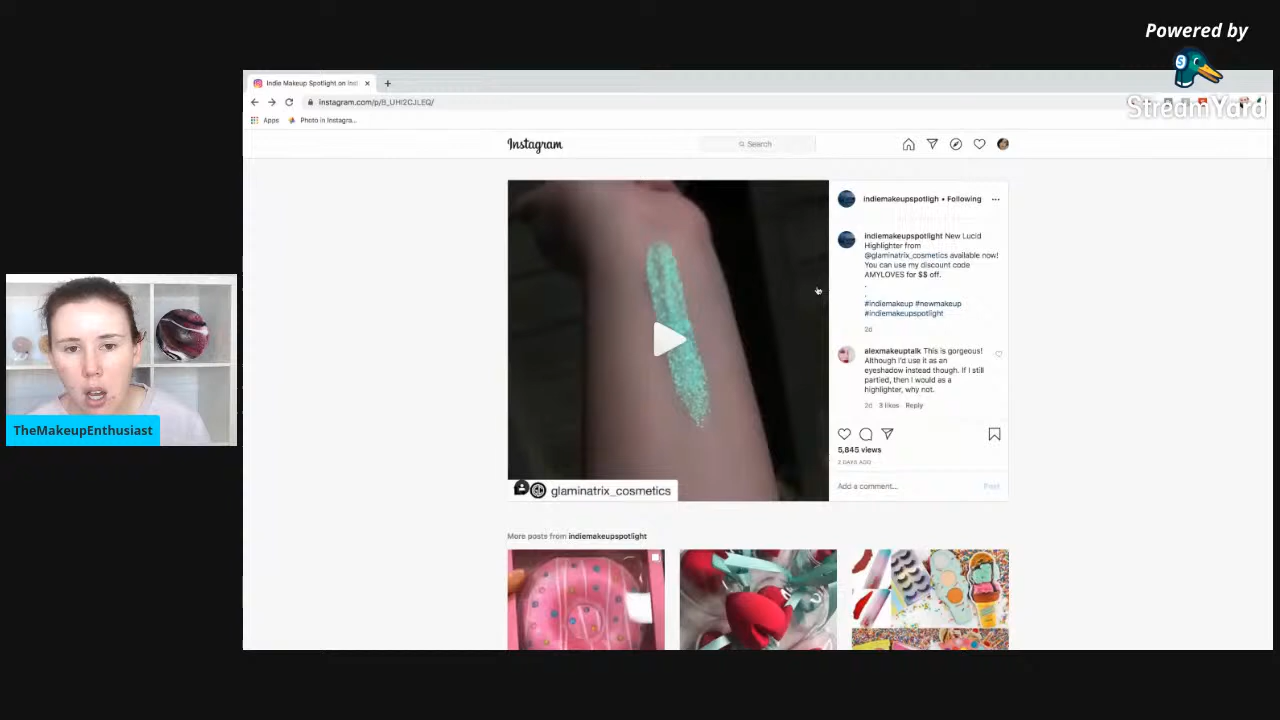 Powered by
StreamYard
Indie Makeup Spotlight on Inst
instagram.com/p/B_UHI2CJLEQ/
Apps
Photo in Instagra...
Instagram
Search
indiemakeupspotligh • Following
indiemakeupspotlight New Lucid
Highlighter from
@glaminatrix_cosmetics available now!
You can use my discount code
AMYLOVES for $$ off.
.
.
#indiemakeup #newmakeup
#indiemakeupspotlight
2d
alexmakeuptalk This is gorgeous!
Although I'd use it as an
eyeshadow instead though. If I still
partied, then I would as a
highlighter, why not.
2d 3 likes Reply
5,845 views
2 DAYS AGO
Add a comment... Post
glaminatrix_cosmetics
More posts from indiemakeupspotlight
TheMakeupEnthusiast